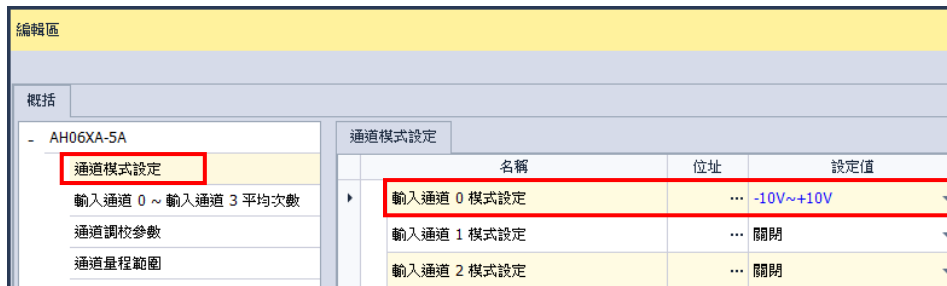 編輯區
概括
- AH06XA-5A
通道模式設定
輸入通道 0 ~ 輸入通道 3 平均次數
通道調校參數
通道量程範圍
通道模式設定
名稱 位址 設定值
輸入通道 0 模式設定 ... -10V~+10V
輸入通道 1 模式設定 ... 關閉
輸入通道 2 模式設定 ... 關閉